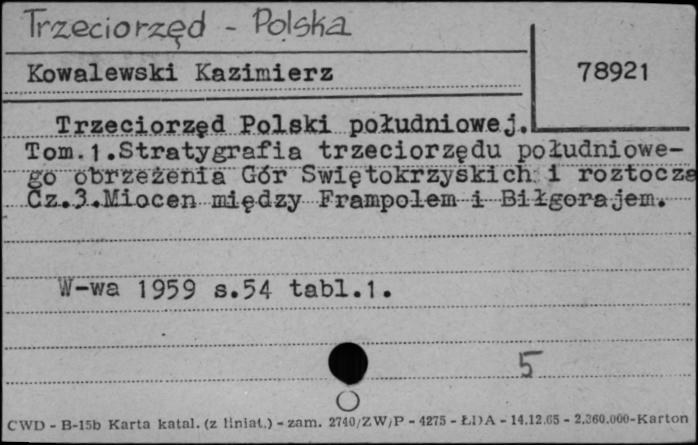 Trzeciorzęd - Polska
Kowalewski Kazimierz
78921
Trzeciorzęd Polski południowej.
Tom.1.Stratygrafia trzeciorzędu południowe-
go obrzeżenia Gór Świętokrzyskich i roztocza
Cz.3.Miocen między Frampolem i Biłgorajem.
W-wa 1959 s.54 tabl.1.
5
CWD - B-15b Karta katal. (z liniat.) - zam. 2740/ZW/P - 4275 - ŁDA - 14.12.65 - 2.360.000-Karton